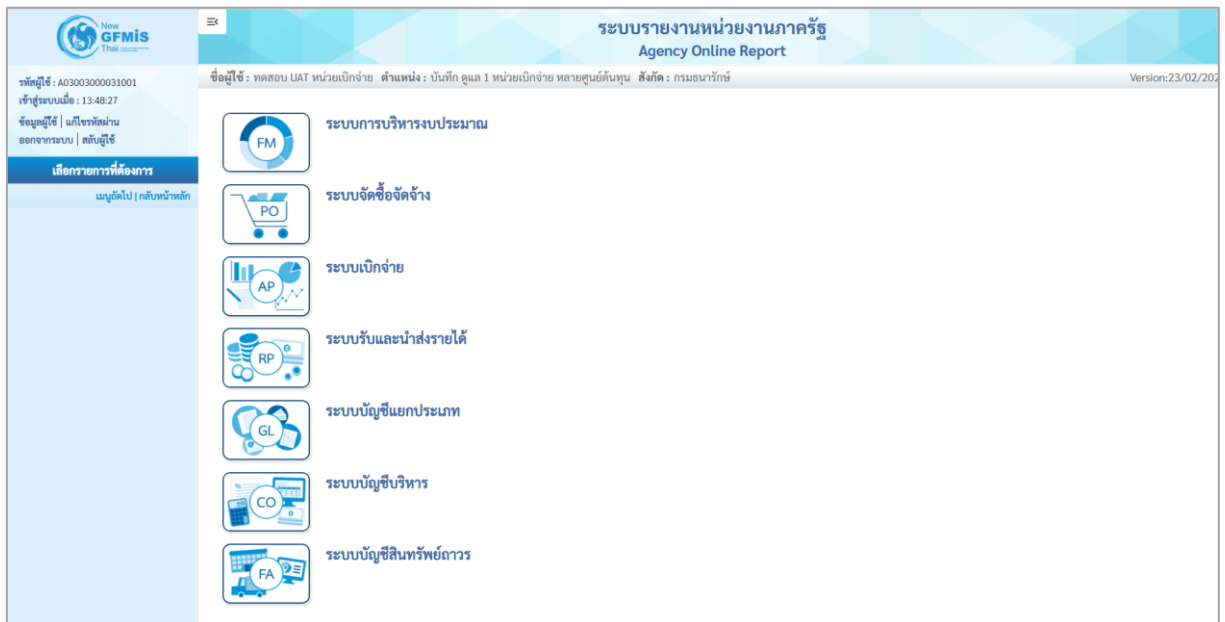 New
GFMIS
Thai
ระบบรายงานหน่วยงานภาครัฐ
Agency Online Report
รหัสผู้ใช้ : A03003000031001
เข้าสู่ระบบเมื่อ : 13:48:27
ข้อมูลผู้ใช้ | แก้ไขรหัสผ่าน
ออกจากระบบ | สลับผู้ใช้
เลือกรายการที่ต้องการ
เมนูถัดไป | กลับหน้าหลัก
ชื่อผู้ใช้ : ทดสอบ UAT หน่วยเบิกจ่าย ตำแหน่ง : บันทึก ดูแล 1 หน่วยเบิกจ่าย หลายศูนย์ต้นทุน สังกัด : กรมธนารักษ์
Version:23/02/202
FM
ระบบการบริหารงบประมาณ
PO
ระบบจัดซื้อจัดจ้าง
AP
ระบบเบิกจ่าย
RP
ระบบรับและนำส่งรายได้
GL
ระบบบัญชีแยกประเภท
CO
ระบบบัญชีบริหาร
FA
ระบบบัญชีสินทรัพย์ถาวร